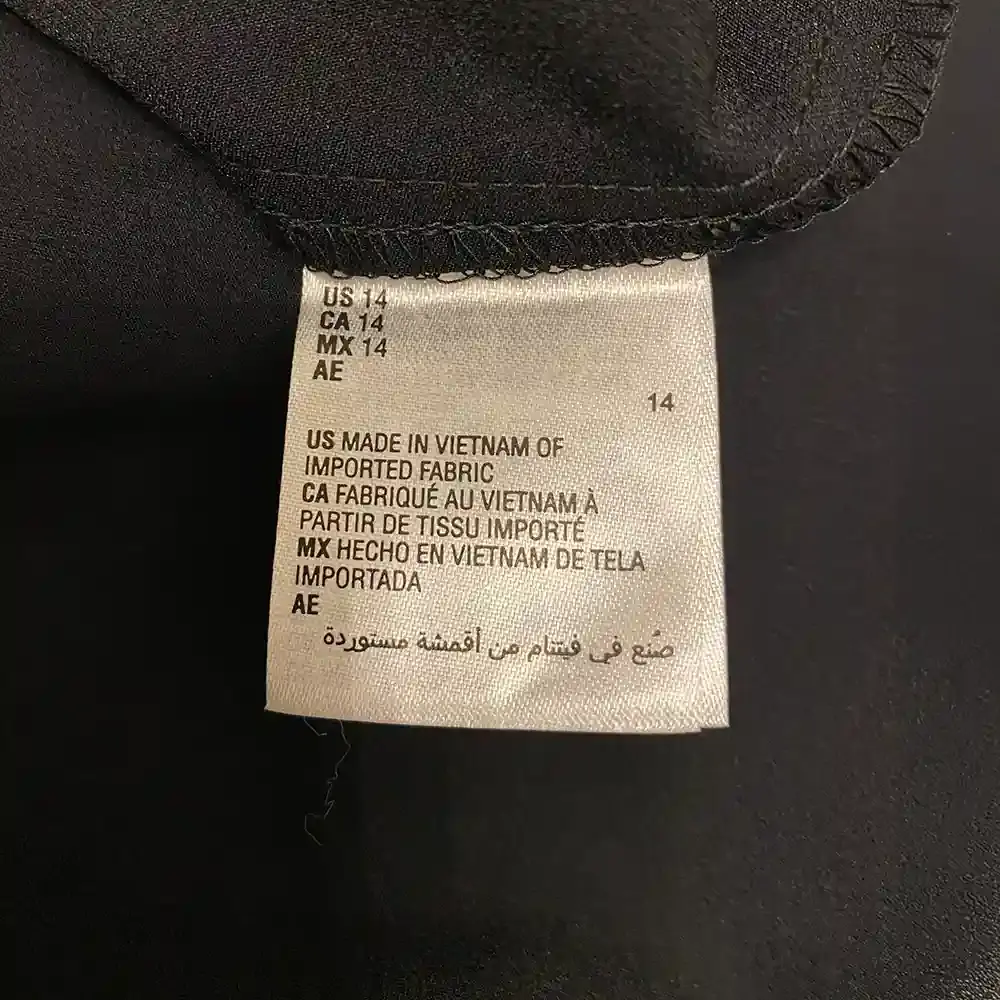 US 14
CA 14
MX 14
AE
14
US MADE IN VIETNAM OF
IMPORTED FABRIC
CA FABRIQUÉ AU VIETNAM À
PARTIR DE TISSU IMPORTÉ
MX HECHO EN VIETNAM DE TELA
IMPORTADA
AE
صُنع في فيتنام من أقمشة مستوردة